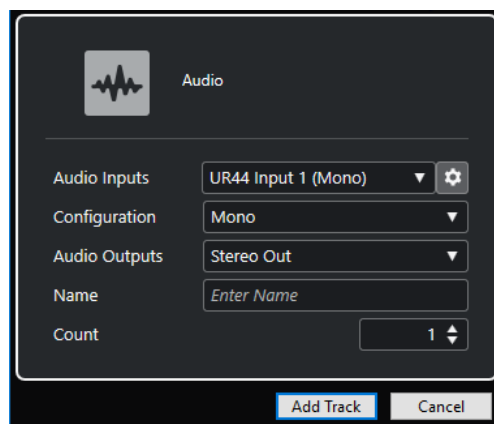 Audio
Audio Inputs UR44 Input 1 (Mono)
Configuration Mono
Audio Outputs Stereo Out
Name Enter Name
Count 1
Add Track Cancel